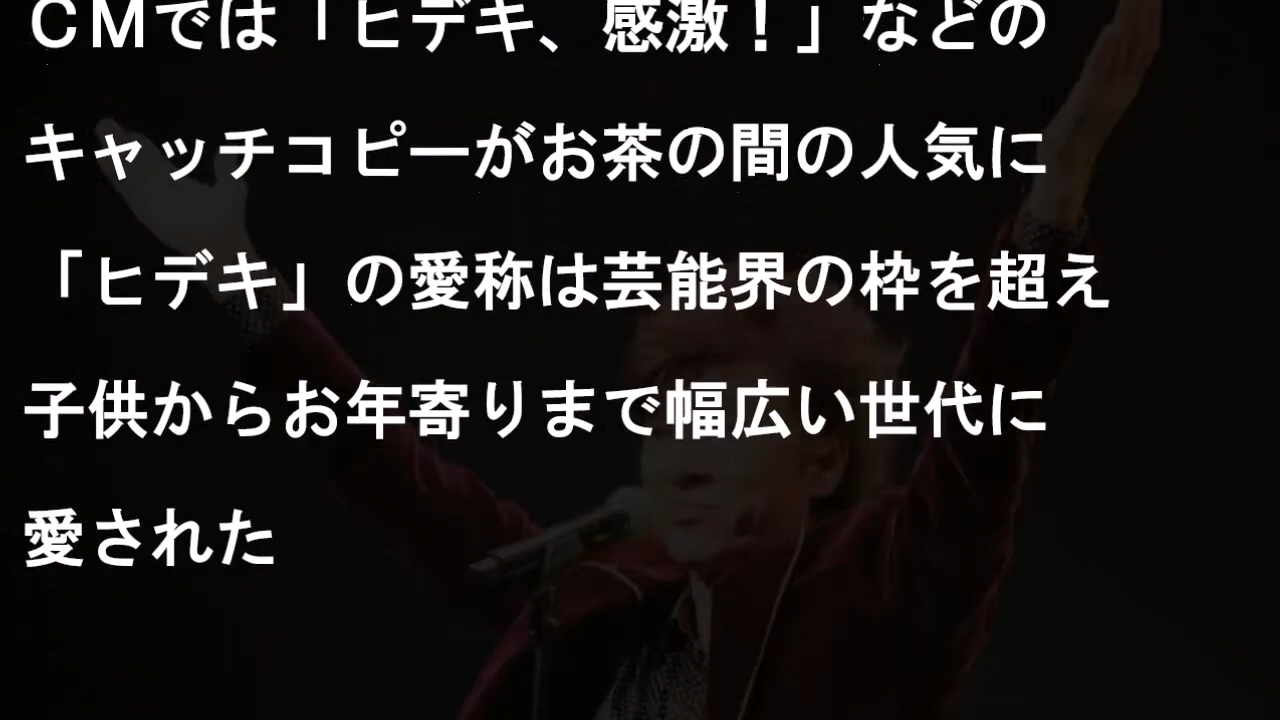 ＣＭでは「ヒデキ、感激！」などの
キャッチコピーがお茶の間の人気に
「ヒデキ」の愛称は芸能界の枠を超え
子供からお年寄りまで幅広い世代に
愛された